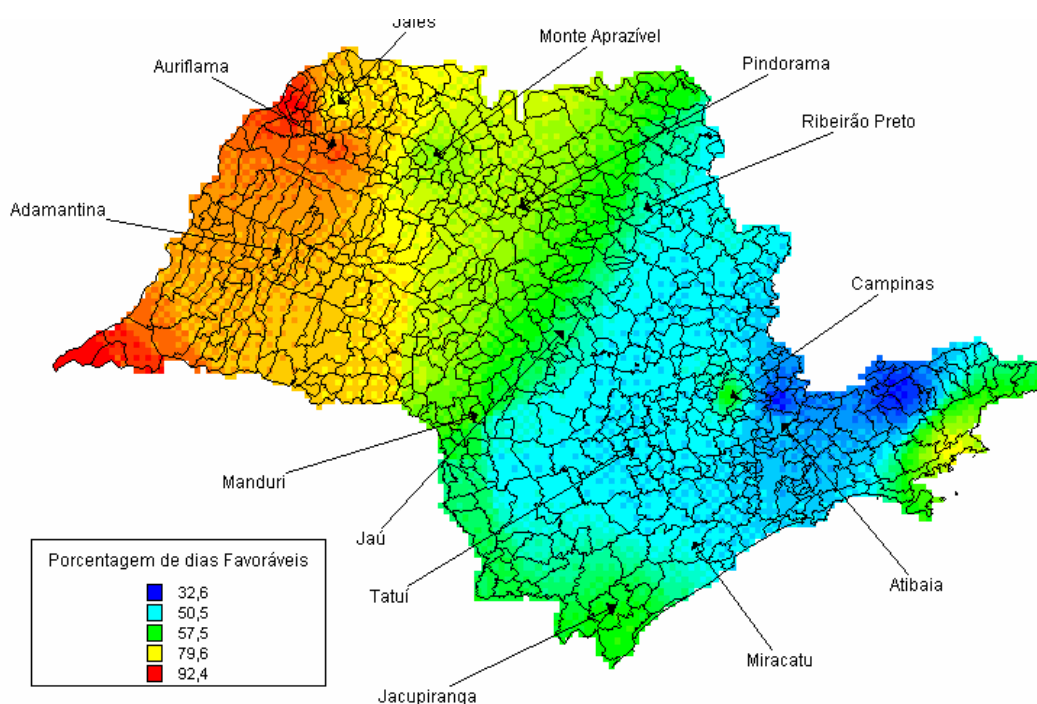 Jales
Monte Aprazível
Auriflama
Pindorama
Ribeirão Preto
Adamantina
Campinas
Manduri
Jaú
Porcentagem de dias Favoráveis
32,6
50,5
57,5
79,6
92,4
Tatuí
Atibaia
Miracatu
Jacupiranga